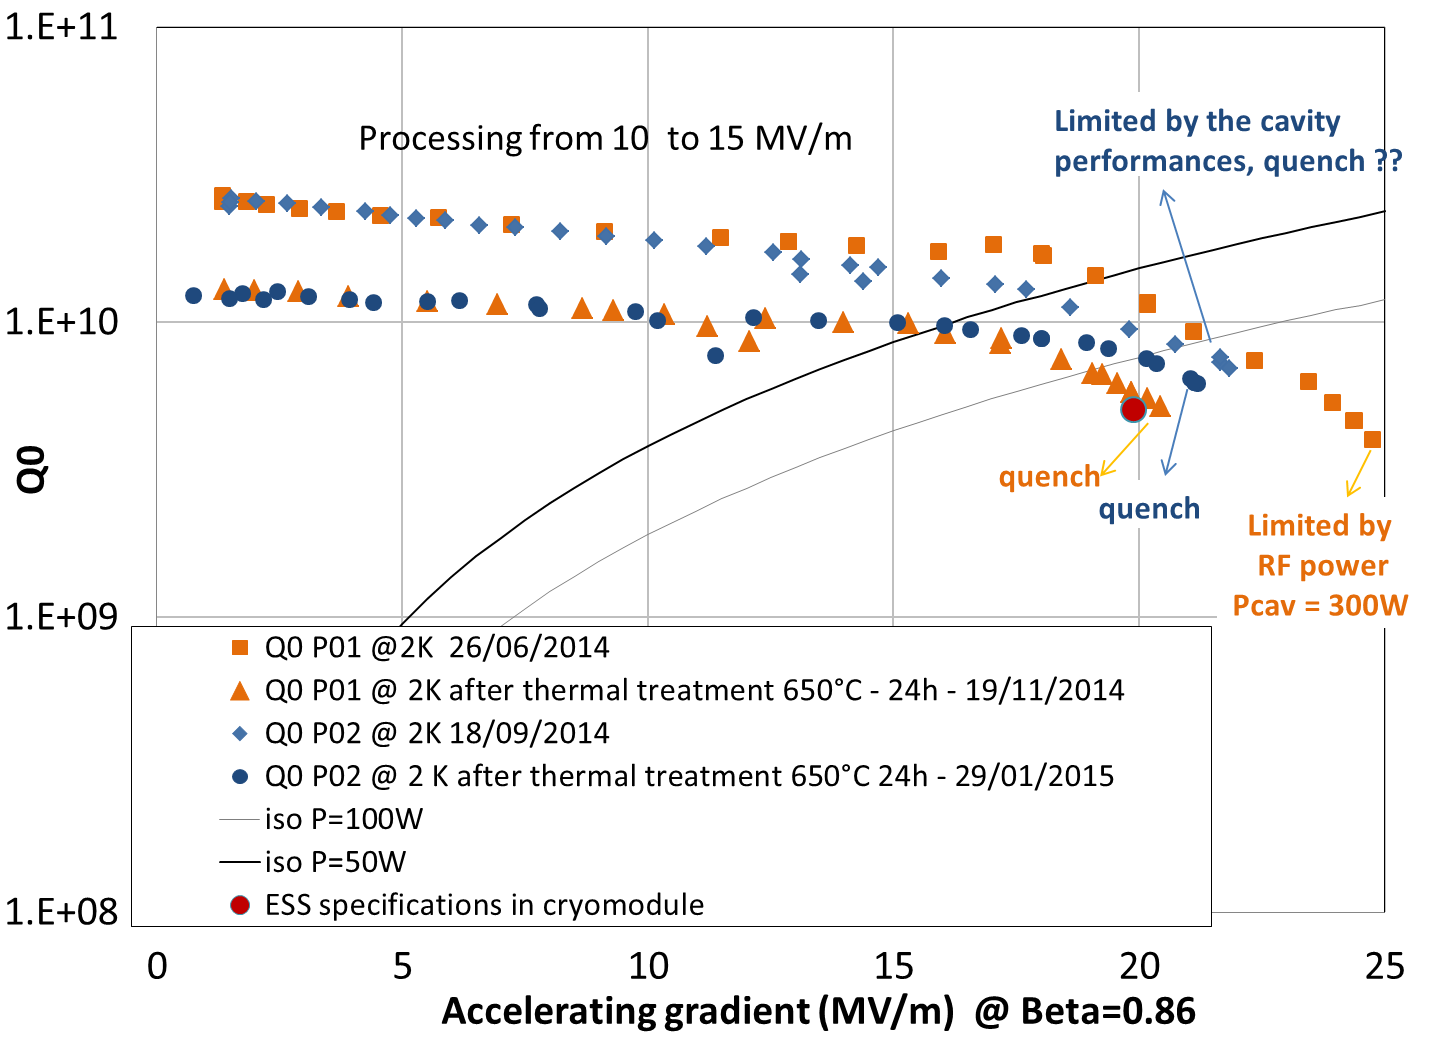 1.E+11
Processing from 10  to 15 MV/m
Limited by the cavity
performances, quench ??
1.E+10
Q0
quench
quench
Limited by
RF power
Pcav = 300W
1.E+09
Q0 P01 @2K  26/06/2014
Q0 P01 @ 2K after thermal treatment 650°C - 24h - 19/11/2014
Q0 P02 @ 2K 18/09/2014
Q0 P02 @ 2 K after thermal treatment 650°C 24h - 29/01/2015
iso P=100W
iso P=50W
ESS specifications in cryomodule
1.E+08
0 5 10 15 20 25
Accelerating gradient (MV/m)  @ Beta=0.86